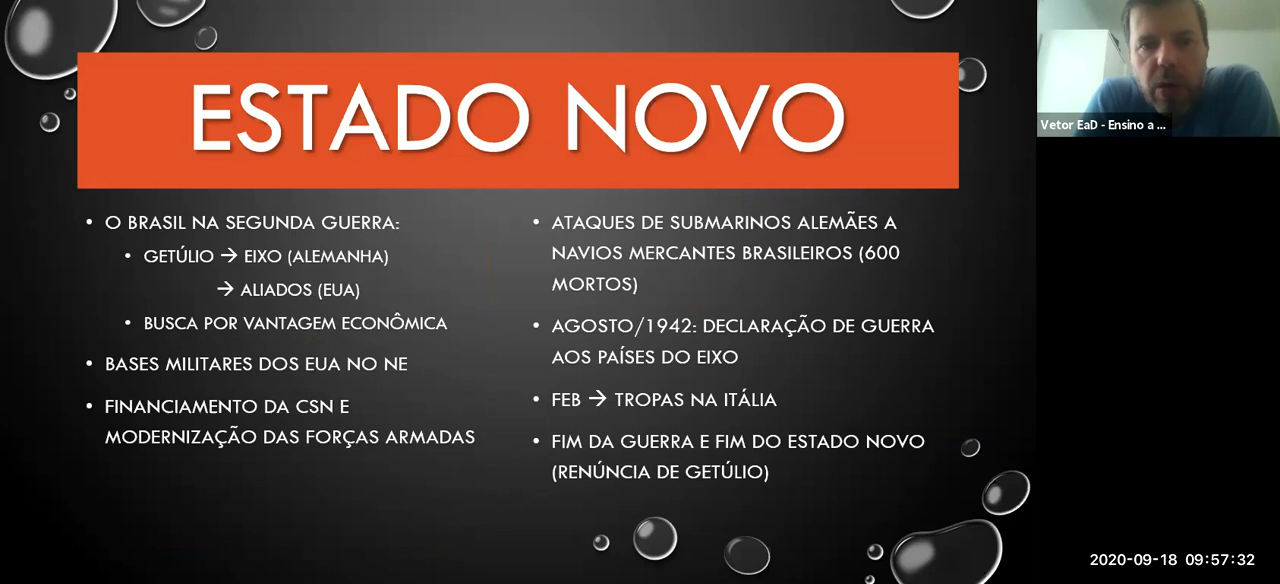 ESTADO NOVO
• O BRASIL NA SEGUNDA GUERRA:
• GETÚLIO → EIXO (ALEMANHA)
→ ALIADOS (EUA)
• BUSCA POR VANTAGEM ECONÔMICA
• BASES MILITARES DOS EUA NO NE
• FINANCIAMENTO DA CSN E
MODERNIZAÇÃO DAS FORÇAS ARMADAS
• ATAQUES DE SUBMARINOS ALEMÃES A
NAVIOS MERCANTES BRASILEIROS (600
MORTOS)
• AGOSTO/1942: DECLARAÇÃO DE GUERRA
AOS PAÍSES DO EIXO
• FEB → TROPAS NA ITÁLIA
• FIM DA GUERRA E FIM DO ESTADO NOVO
(RENÚNCIA DE GETÚLIO)
Vetor EaD - Ensino a ...
2020-09-18 09:57:32